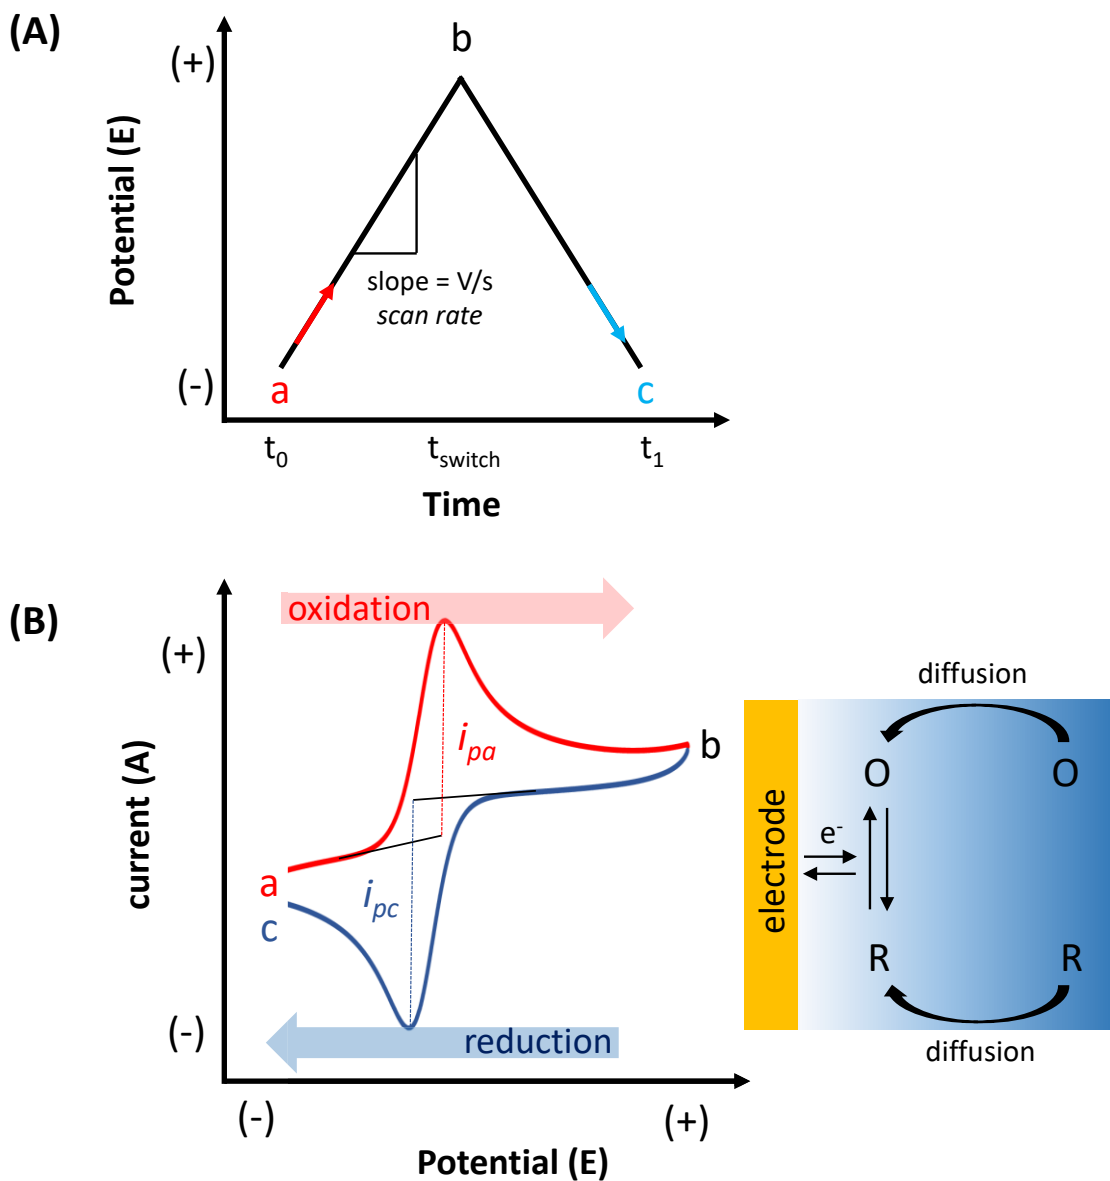 (A)
b
(+)
Potential (E)
slope = V/s
scan rate
(-)
a
c
t0
tswitch
t1
Time
(B)
oxidation
(+)
diffusion
ipa
b
O
O
current (A)
e-
electrode
a
ipc
c
R
R
(-)
reduction
diffusion
(-)
(+)
Potential (E)